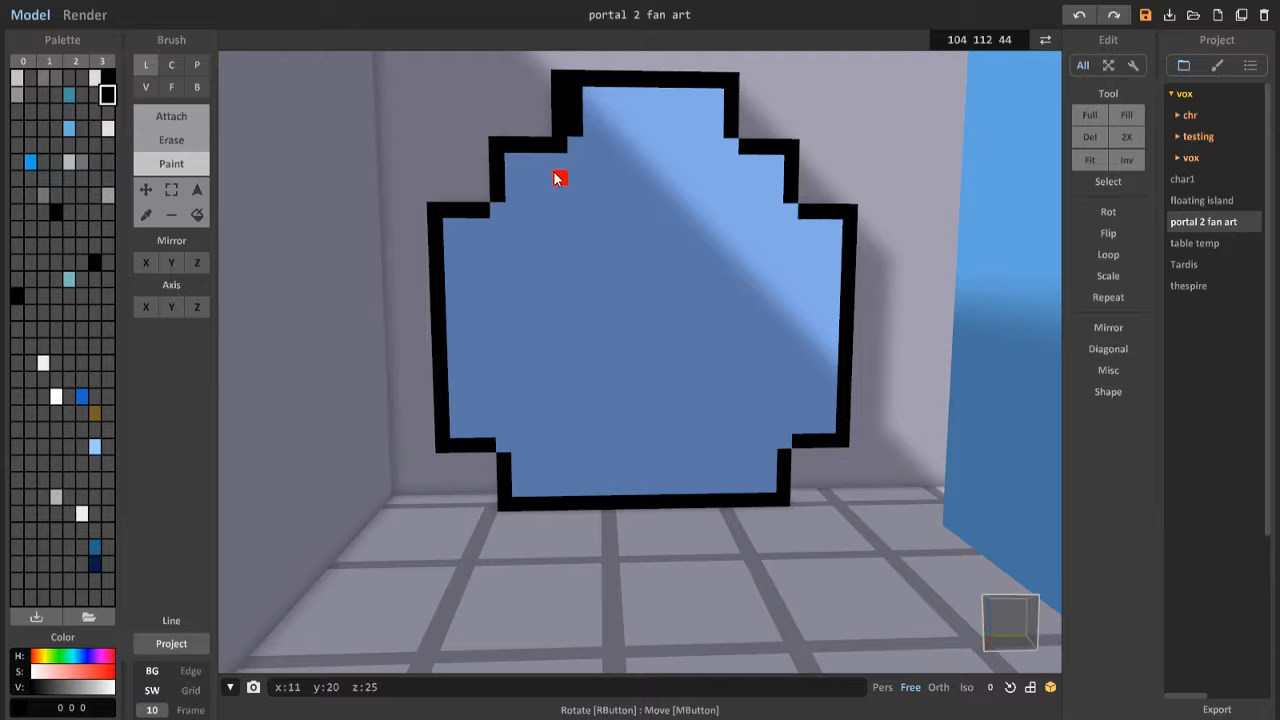 Model Render
portal 2 fan art
Palette
Brush
104 112 44
Edit
Project
0 1 2 3
L C P
V F B
Attach
Erase
Paint
Mirror
X Y Z
Axis
X Y Z
Line
Project
BG Edge
SW Grid
10 Frame
Color
H:
S:
V:
0 0 0
All
Tool
Full Fill
Del 2X
Fit Inv
Select
Rot
Flip
Loop
Scale
Repeat
Mirror
Diagonal
Misc
Shape
vox
chr
testing
vox
char1
floating island
portal 2 fan art
table temp
Tardis
thespire
Export
x:11 y:20 z:25
Pers Free Orth Iso 0
Rotate [RButton] : Move [MButton]